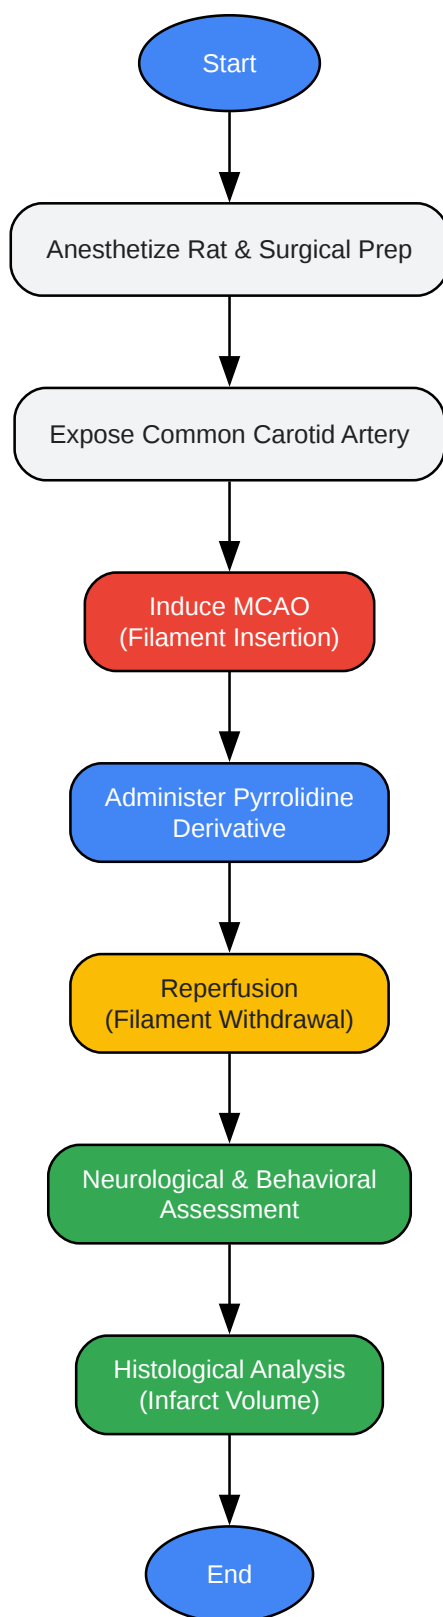 Start
Anesthetize Rat & Surgical Prep
Expose Common Carotid Artery
Induce MCAO
(Filament Insertion)
Administer Pyrrolidine
Derivative
Reperfusion
(Filament Withdrawal)
Neurological & Behavioral
Assessment
Histological Analysis
(Infarct Volume)
End